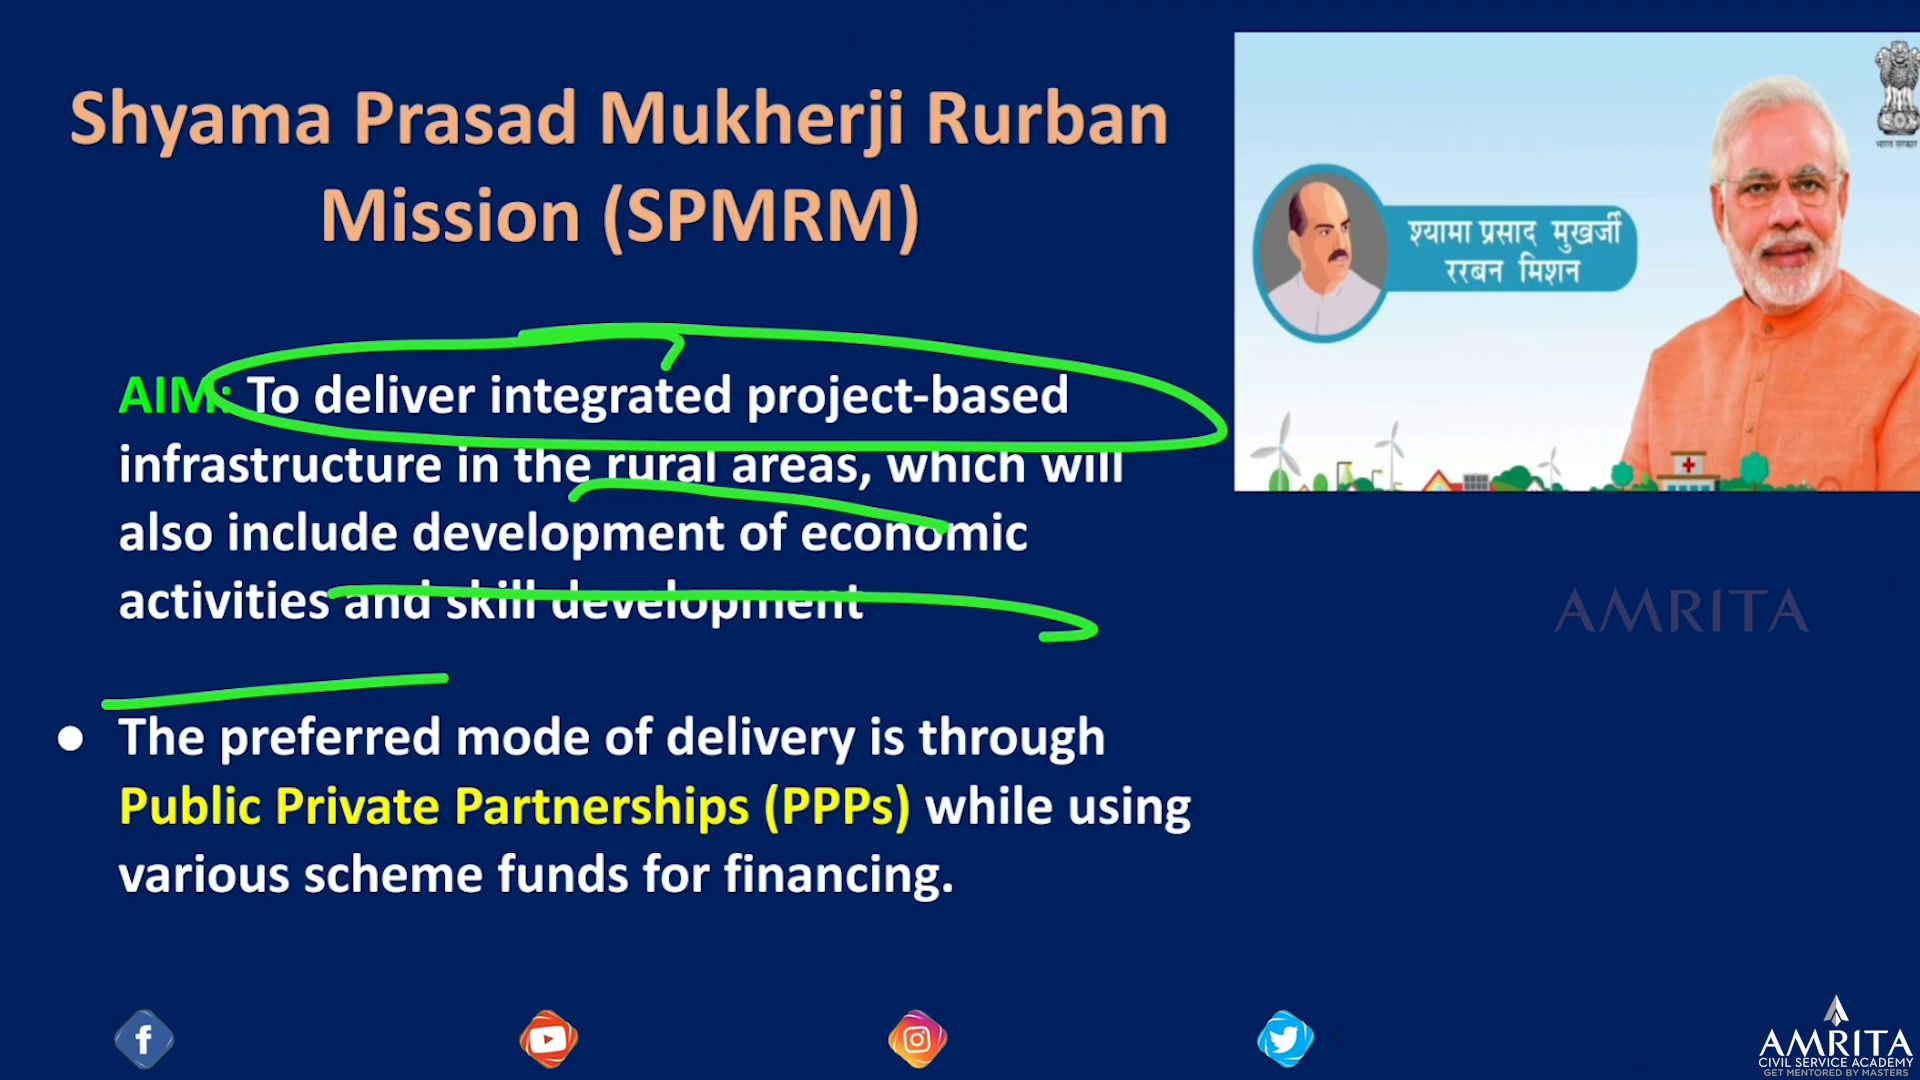 Shyama Prasad Mukherji Rurban
Mission (SPMRM)
श्यामा प्रसाद मुखर्जी
ररबन मिशन
भारत सरकार
AIM: To deliver integrated project-based
infrastructure in the rural areas, which will
also include development of economic
activities and skill development
AMRITA
● The preferred mode of delivery is through
Public Private Partnerships (PPPs) while using
various scheme funds for financing.
AMRITA
CIVIL SERVICE ACADEMY
GET MENTORED BY MASTERS